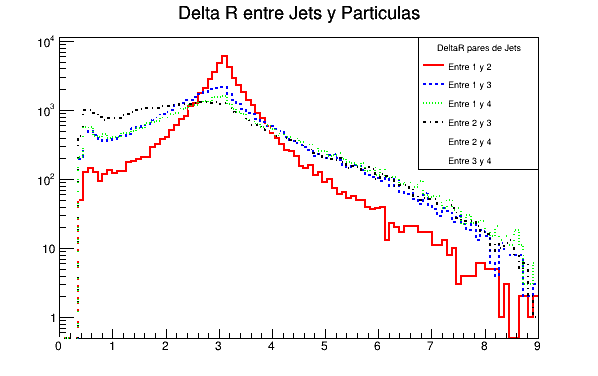 Delta R entre Jets y Particulas
DeltaR pares de Jets
Entre 1 y 2
Entre 1 y 3
Entre 1 y 4
Entre 2 y 3
Entre 2 y 4
Entre 3 y 4
10^4
10^3
10^2
10
1
0 1 2 3 4 5 6 7 8 9